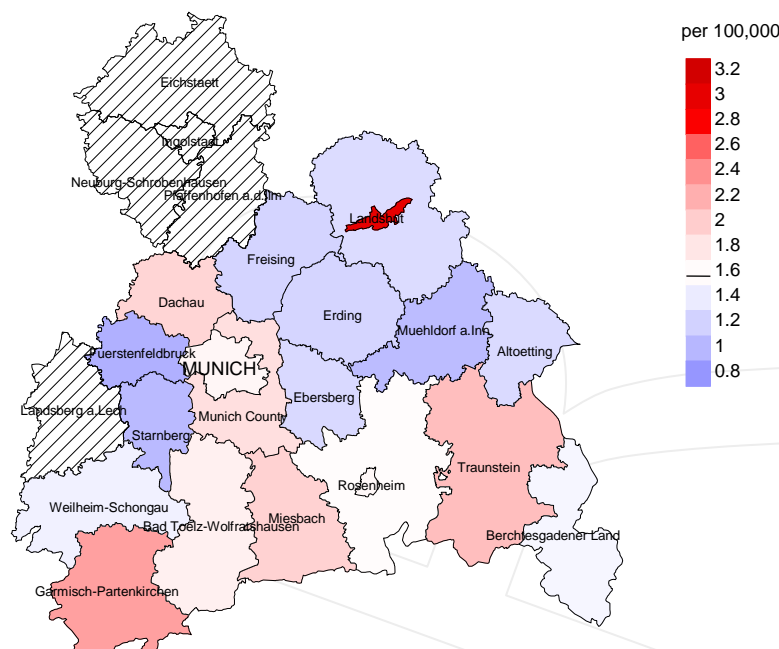 per 100,000
3.2
3
2.8
2.6
2.4
2.2
2
1.8
1.6
1.4
1.2
1
0.8
Eichstaett
Ingolstadt
Neuburg-Schrobenhausen
Pfaffenhofen a.d.Ilm
Landshut
Freising
Dachau
Erding
Muehldorf a.Inn
Altoetting
Fuerstenfeldbruck
MUNICH
Ebersberg
Landsberg a.Lech
Munich County
Starnberg
Traunstein
Rosenheim
Weilheim-Schongau
Miesbach
Bad Toelz-Wolfratshausen
Berchtesgadener Land
Garmisch-Partenkirchen